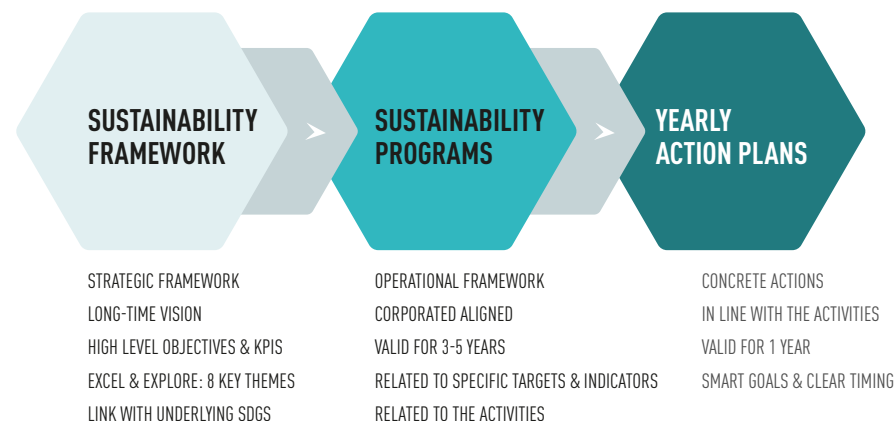 SUSTAINABILITY
FRAMEWORK
SUSTAINABILITY
PROGRAMS
YEARLY
ACTION PLANS
STRATEGIC FRAMEWORK
LONG-TIME VISION
HIGH LEVEL OBJECTIVES & KPIS
EXCEL & EXPLORE: 8 KEY THEMES
LINK WITH UNDERLYING SDGS
OPERATIONAL FRAMEWORK
CORPORATED ALIGNED
VALID FOR 3-5 YEARS
RELATED TO SPECIFIC TARGETS & INDICATORS
RELATED TO THE ACTIVITIES
CONCRETE ACTIONS
IN LINE WITH THE ACTIVITIES
VALID FOR 1 YEAR
SMART GOALS & CLEAR TIMING